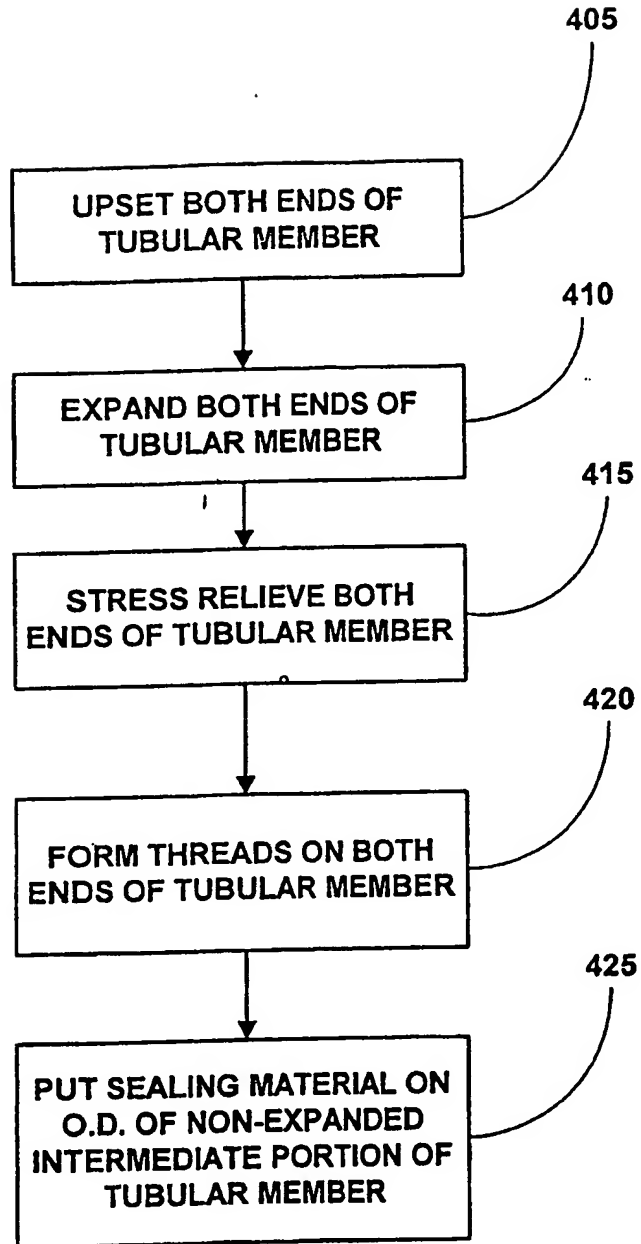 405
UPSET BOTH ENDS OF
TUBULAR MEMBER
410
EXPAND BOTH ENDS OF
TUBULAR MEMBER
415
STRESS RELIEVE BOTH
ENDS OF TUBULAR MEMBER
420
FORM THREADS ON BOTH
ENDS OF TUBULAR MEMBER
425
PUT SEALING MATERIAL ON
O.D. OF NON-EXPANDED
INTERMEDIATE PORTION OF
TUBULAR MEMBER